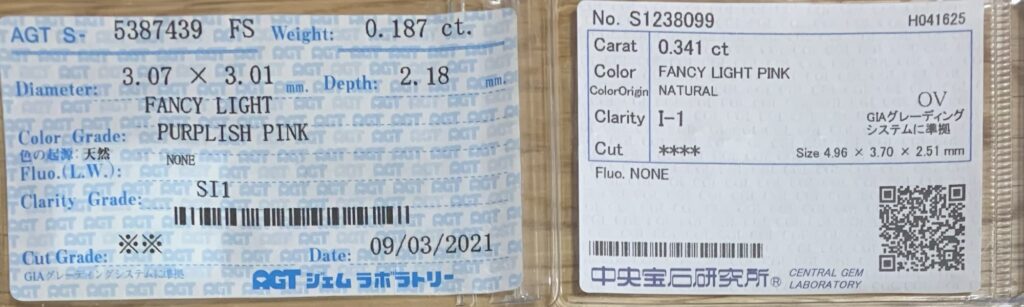 AGT S- 5387439 FS Weight: 0.187 ct.
Diameter: 3.07 × 3.01 mm. Depth: 2.18 mm.
FANCY LIGHT
Color Grade: PURPLISH PINK
色の起源: 天然
Fluo.(L.W.): NONE
Clarity Grade: SI1
Cut Grade: ※※ Date: 09/03/2021
GIAグレーディングシステムに準拠
AGT ジェムラボラトリー
No. S1238099 H041625
Carat 0.341 ct
Color FANCY LIGHT PINK
ColorOrigin NATURAL
OV
Clarity I-1 GIAグレーディング
システムに準拠
Cut ****
Size 4.96 × 3.70 × 2.51 mm
Fluo. NONE
中央宝石研究所® CENTRAL GEM
LABORATORY